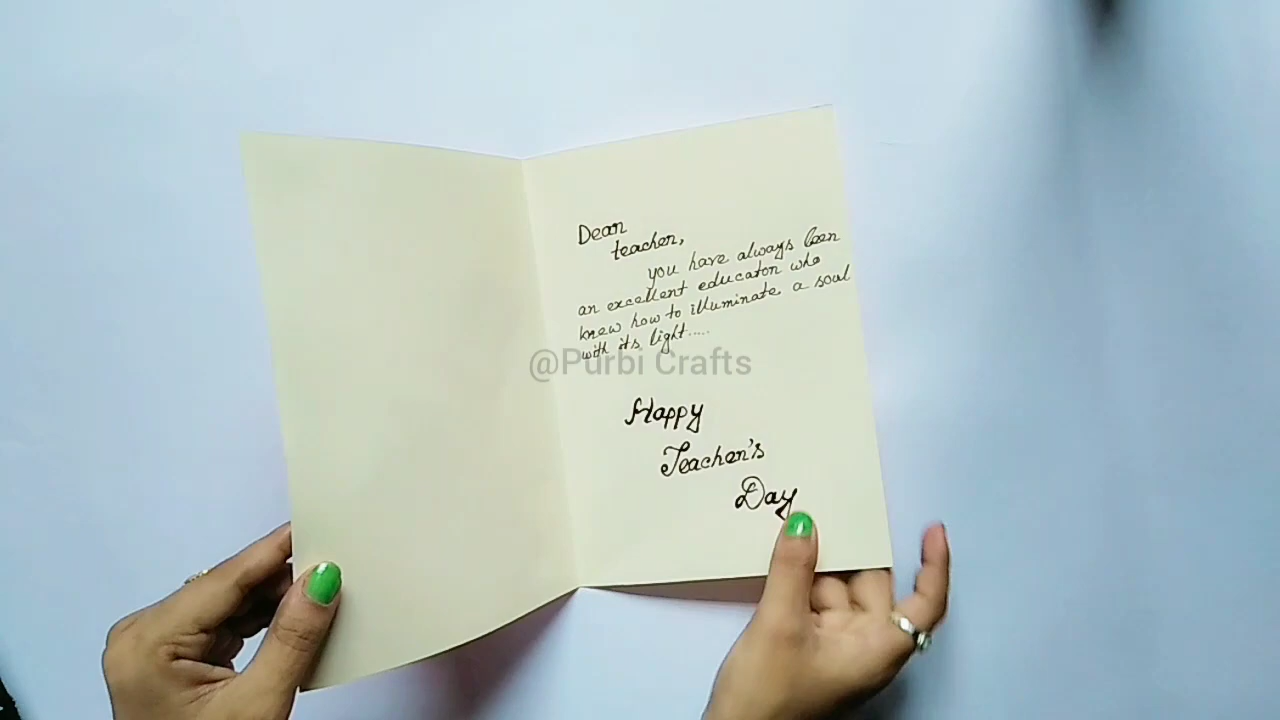 Dear
teacher,
you have always been
an excellent educator who
knew how to illuminate a soul
with its light.....
@Purbi Crafts
Happy
Teacher's
Day